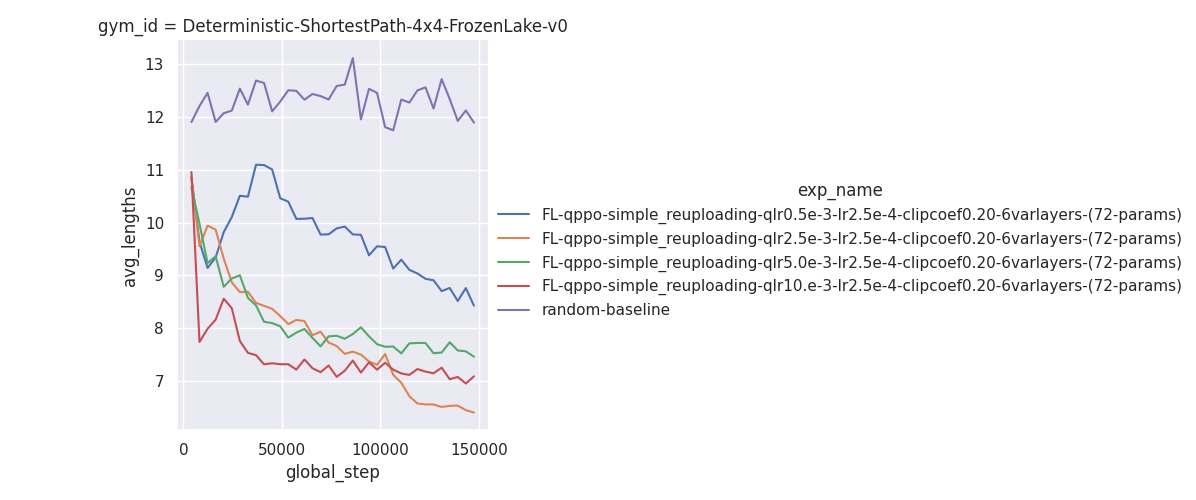 gym_id = Deterministic-ShortestPath-4x4-FrozenLake-v0
13
12
11
10
9
8
7
avg_lengths
0
50000
100000
150000
global_step
exp_name
FL-qppo-simple_reuploading-qlr0.5e-3-lr2.5e-4-clipcoef0.20-6varlayers-(72-params)
FL-qppo-simple_reuploading-qlr2.5e-3-lr2.5e-4-clipcoef0.20-6varlayers-(72-params)
FL-qppo-simple_reuploading-qlr5.0e-3-lr2.5e-4-clipcoef0.20-6varlayers-(72-params)
FL-qppo-simple_reuploading-qlr10.e-3-lr2.5e-4-clipcoef0.20-6varlayers-(72-params)
random-baseline